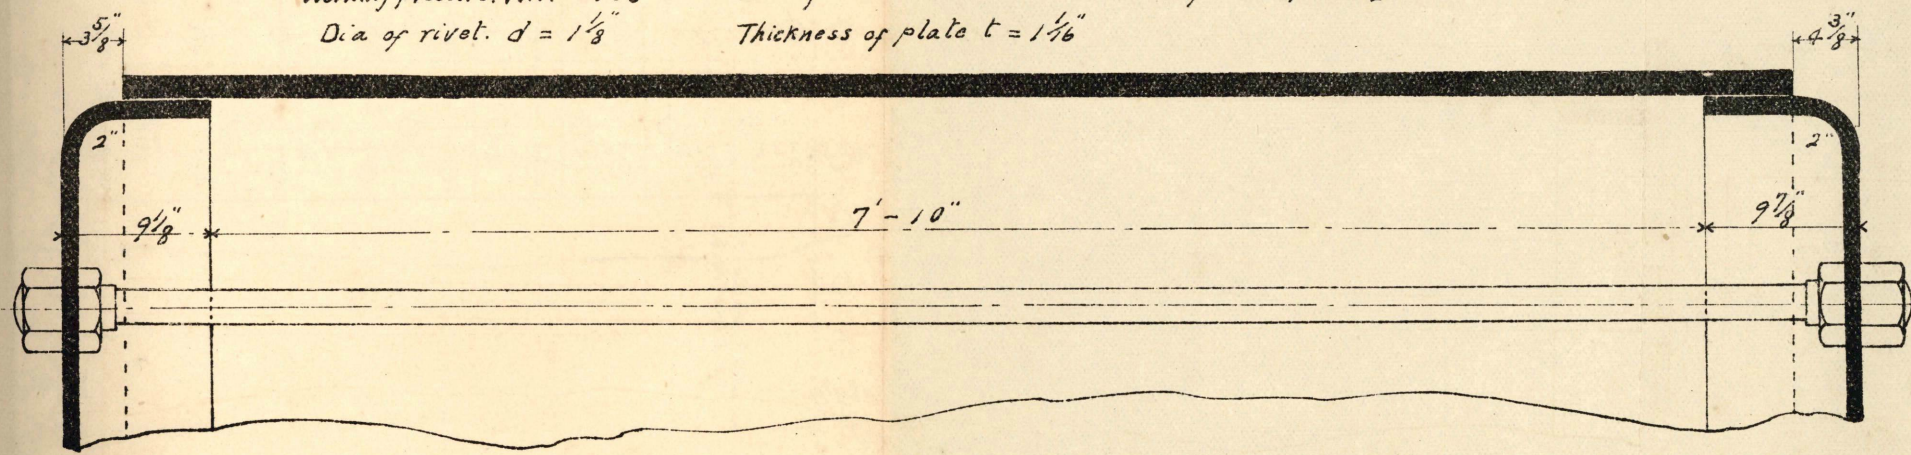 Dia of rivet. d = 1 1/8" Thickness of plate t = 1 1/16"
3 5/8" 4 3/8"
2" 2"
9 1/8" 7' - 10" 9 7/8"